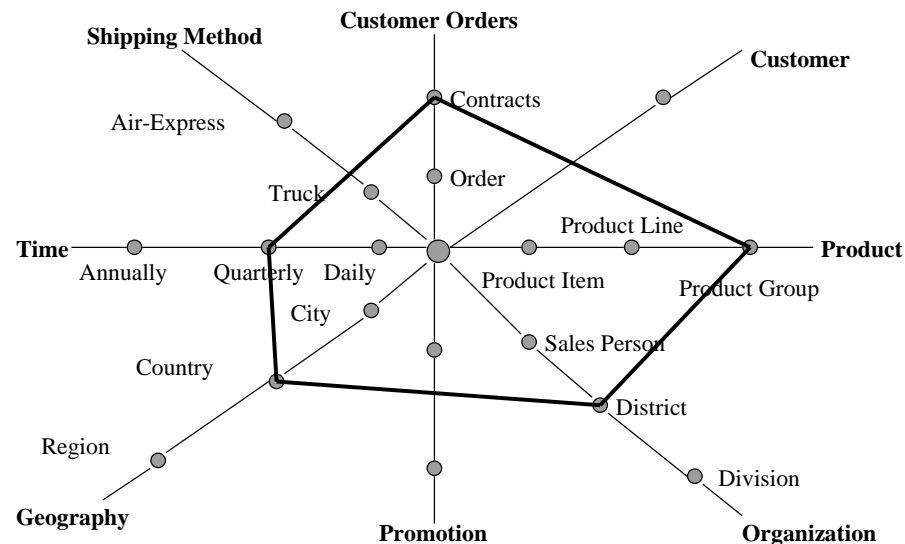 Customer Orders
Shipping Method
Customer
Contracts
Air-Express
Order
Truck
Product Line
Time
Product
Annually
Quarterly
Daily
Product Item
Product Group
City
Sales Person
Country
District
Region
Division
Geography
Promotion
Organization